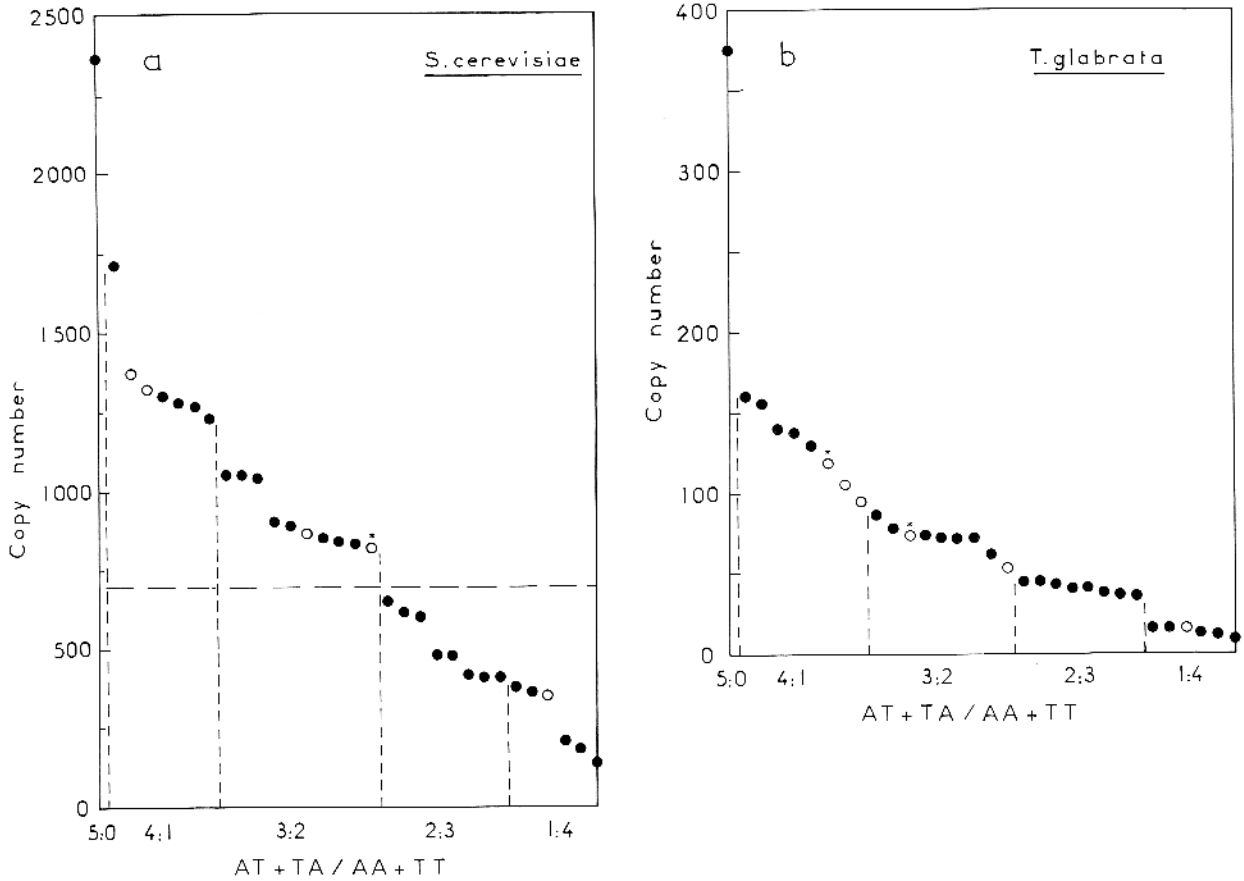 a
S.cerevisiae
2500
2000
1500
1000
500
0
Copy number
*
5:0 4:1 3:2 2:3 1:4
AT+TA/AA+TT
b
T.glabrata
400
300
200
100
0
Copy number
*
*
5:0 4:1 3:2 2:3 1:4
AT+TA/AA+TT